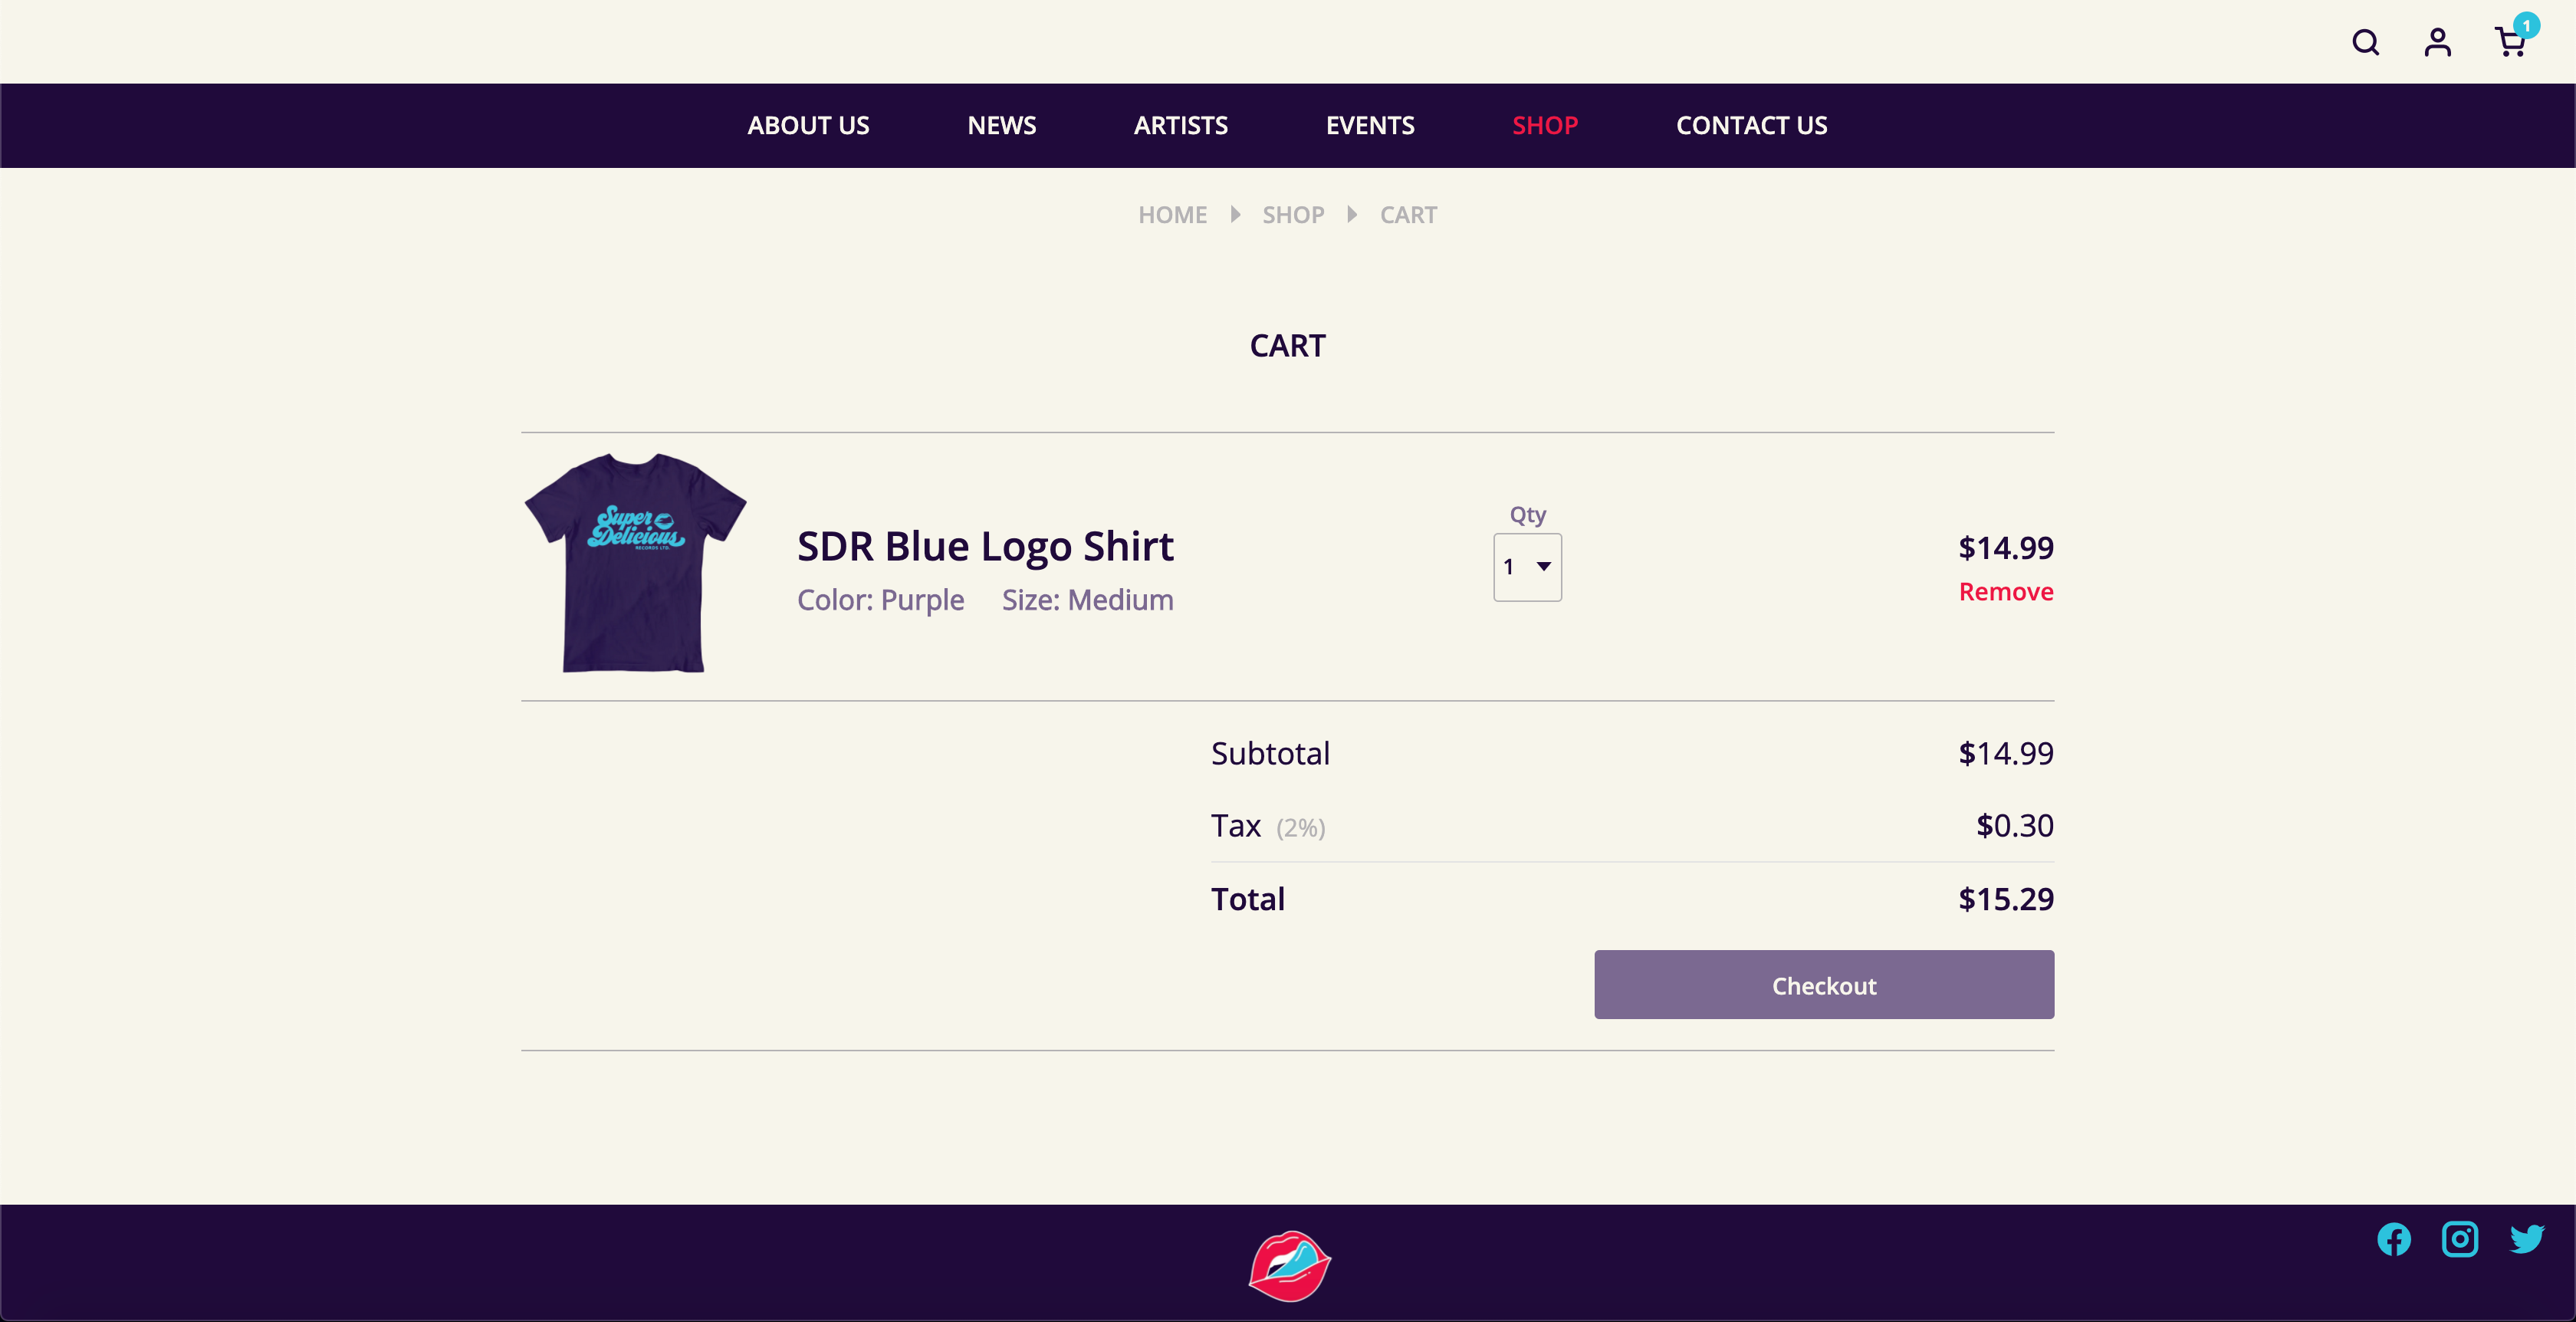 1
ABOUT US NEWS ARTISTS EVENTS SHOP CONTACT US
HOME SHOP CART
CART
Super
Delicious
RECORDS LTD.
SDR Blue Logo Shirt
Color: Purple Size: Medium
Qty
1
$14.99
Remove
Subtotal $14.99
Tax (2%) $0.30
Total $15.29
Checkout